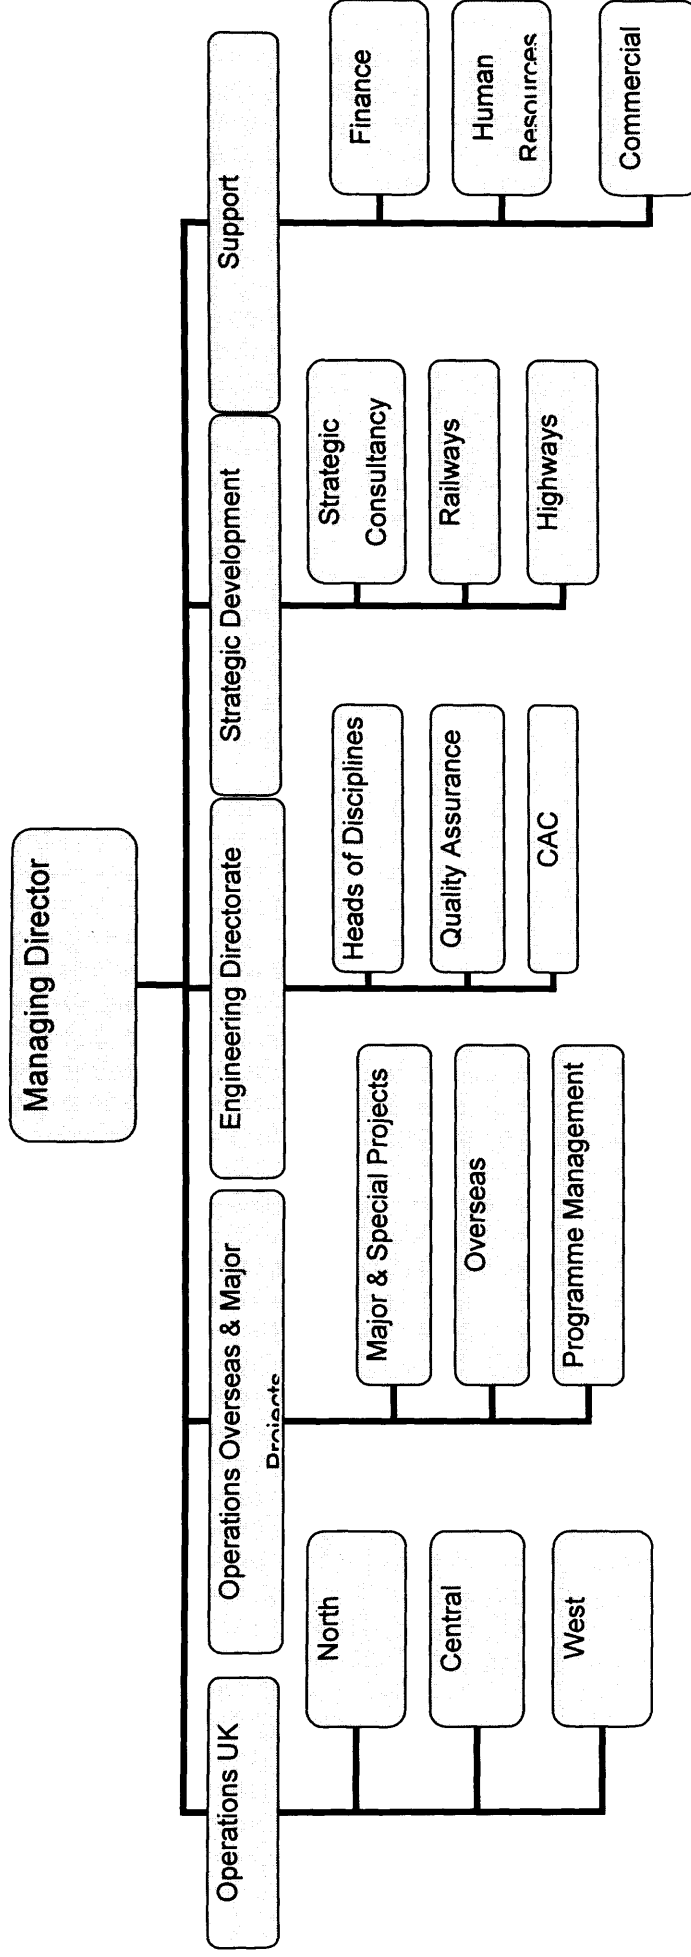 Managing Director
Operations UK
Operations Overseas & Major
Projects
Engineering Directorate
Strategic Development
Support
North
Central
West
Major & Special Projects
Overseas
Programme Management
Heads of Disciplines
Quality Assurance
CAC
Strategic
Consultancy
Railways
Highways
Finance
Human
Resources
Commercial